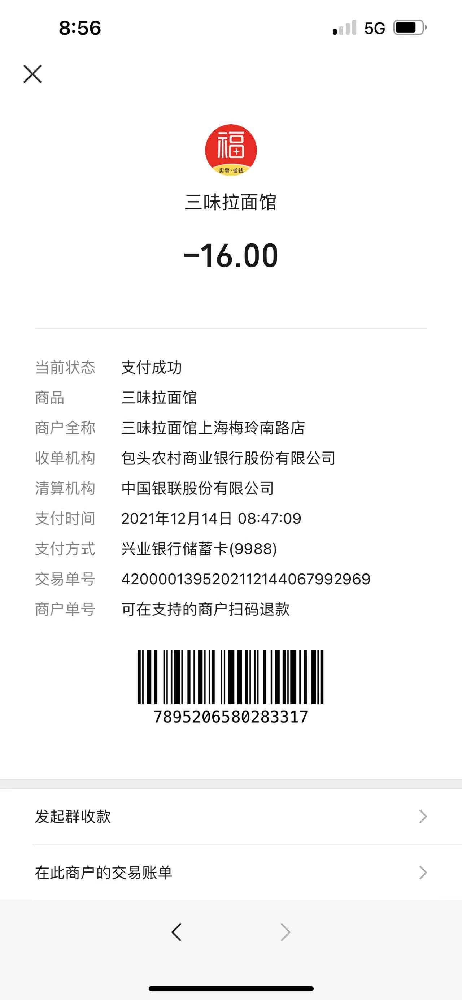 8:56
5G
福
实惠·省钱
三味拉面馆
-16.00
当前状态 支付成功
商品 三味拉面馆
商户全称 三味拉面馆上海梅玲南路店
收单机构 包头农村商业银行股份有限公司
清算机构 中国银联股份有限公司
支付时间 2021年12月14日 08:47:09
支付方式 兴业银行储蓄卡(9988)
交易单号 4200001395202112144067992969
商户单号 可在支持的商户扫码退款
7895206580283317
发起群收款
在此商户的交易账单